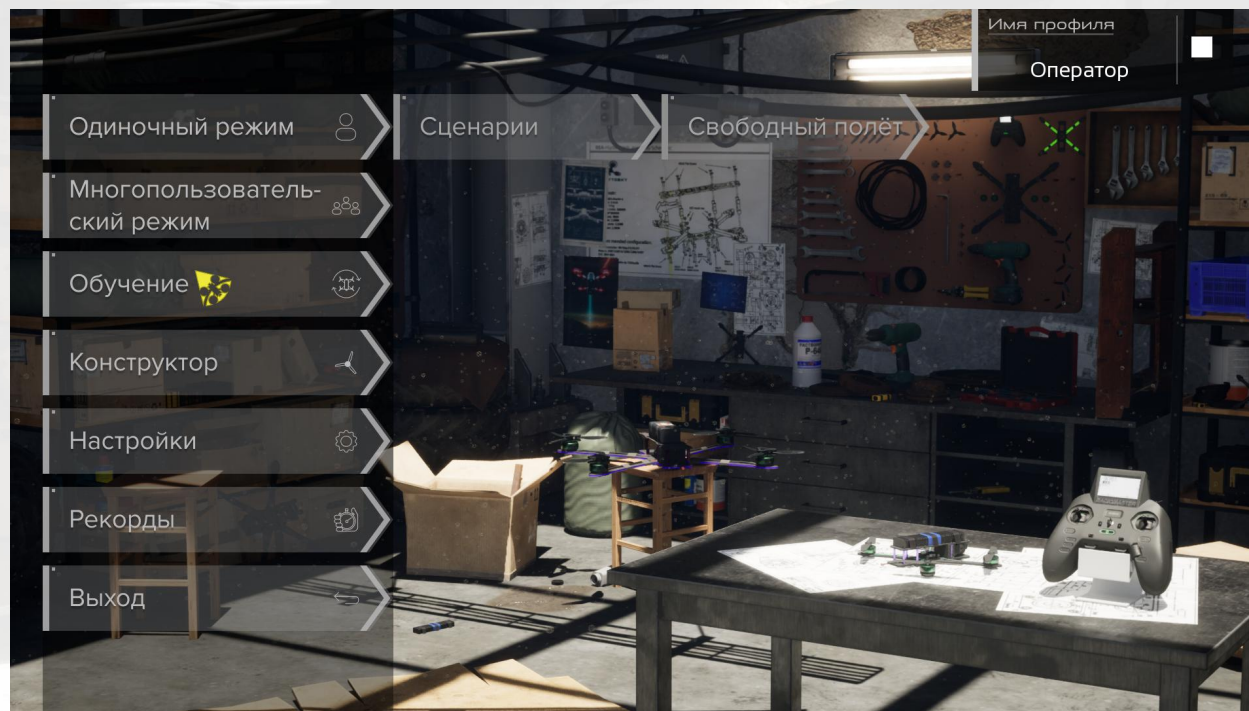 Имя профиля
Оператор
Одиночный режим
Сценарии
Свободный полёт
Многопользователь-
ский режим
Обучение
Конструктор
Настройки
Рекорды
Выход